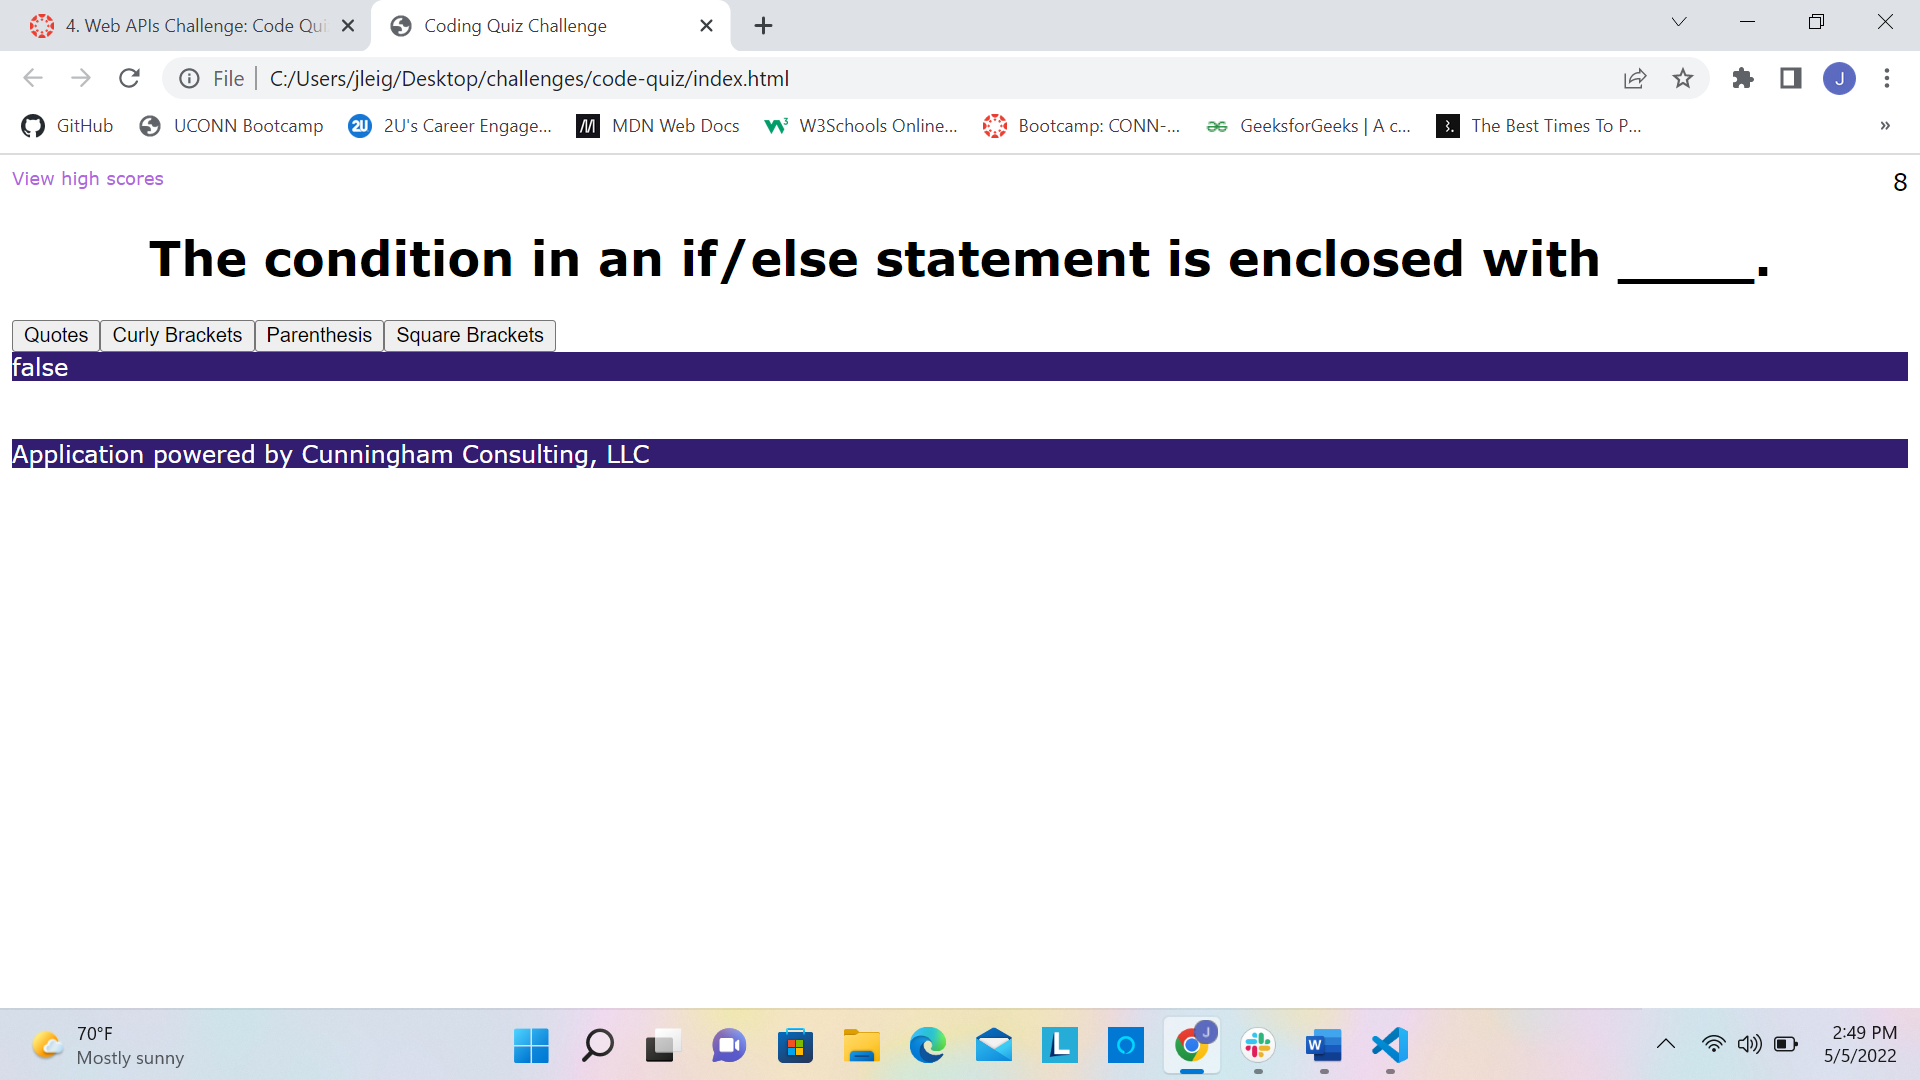 4. Web APIs Challenge: Code Qui
Coding Quiz Challenge
File
C:/Users/jleig/Desktop/challenges/code-quiz/index.html
J
GitHub
UCONN Bootcamp
2U
2U's Career Engage...
MDN Web Docs
W3Schools Online...
Bootcamp: CONN-...
GeeksforGeeks | A c...
The Best Times To P...
»
View high scores
8
The condition in an if/else statement is enclosed with _____.
Quotes
Curly Brackets
Parenthesis
Square Brackets
false
Application powered by Cunningham Consulting, LLC
70°F
Mostly sunny
L
J
W
2:49 PM
5/5/2022